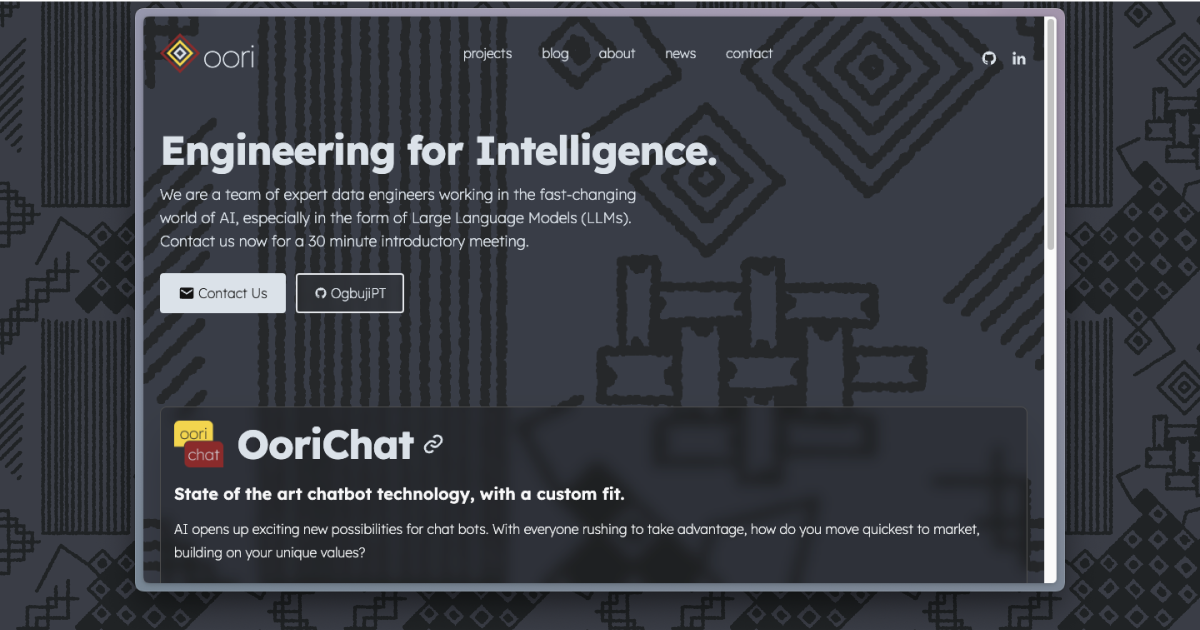 oori
projects blog about news contact
in
Engineering for Intelligence.
We are a team of expert data engineers working in the fast-changing
world of AI, especially in the form of Large Language Models (LLMs).
Contact us now for a 30 minute introductory meeting.
Contact Us OgbujiPT
oori
chat
OoriChat
State of the art chatbot technology, with a custom fit.
AI opens up exciting new possibilities for chat bots. With everyone rushing to take advantage, how do you move quickest to market,
building on your unique values?